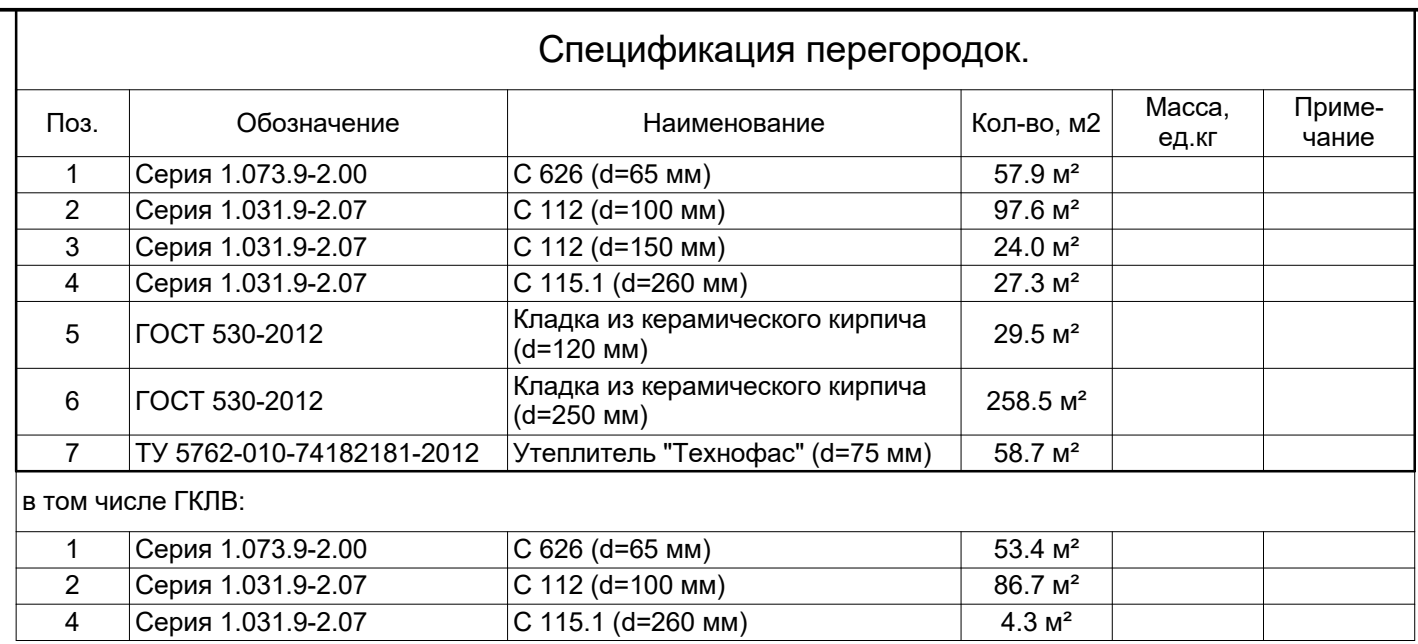 Спецификация перегородок.
Поз. Обозначение Наименование Кол-во, м2 Масса, ед.кг Приме-чание
1 Серия 1.073.9-2.00 С 626 (d=65 мм) 57.9 м²
2 Серия 1.031.9-2.07 С 112 (d=100 мм) 97.6 м²
3 Серия 1.031.9-2.07 С 112 (d=150 мм) 24.0 м²
4 Серия 1.031.9-2.07 С 115.1 (d=260 мм) 27.3 м²
5 ГОСТ 530-2012 Кладка из керамического кирпича (d=120 мм) 29.5 м²
6 ГОСТ 530-2012 Кладка из керамического кирпича (d=250 мм) 258.5 м²
7 ТУ 5762-010-74182181-2012 Утеплитель "Технофас" (d=75 мм) 58.7 м²
в том числе ГКЛВ:
1 Серия 1.073.9-2.00 С 626 (d=65 мм) 53.4 м²
2 Серия 1.031.9-2.07 С 112 (d=100 мм) 86.7 м²
4 Серия 1.031.9-2.07 С 115.1 (d=260 мм) 4.3 м²